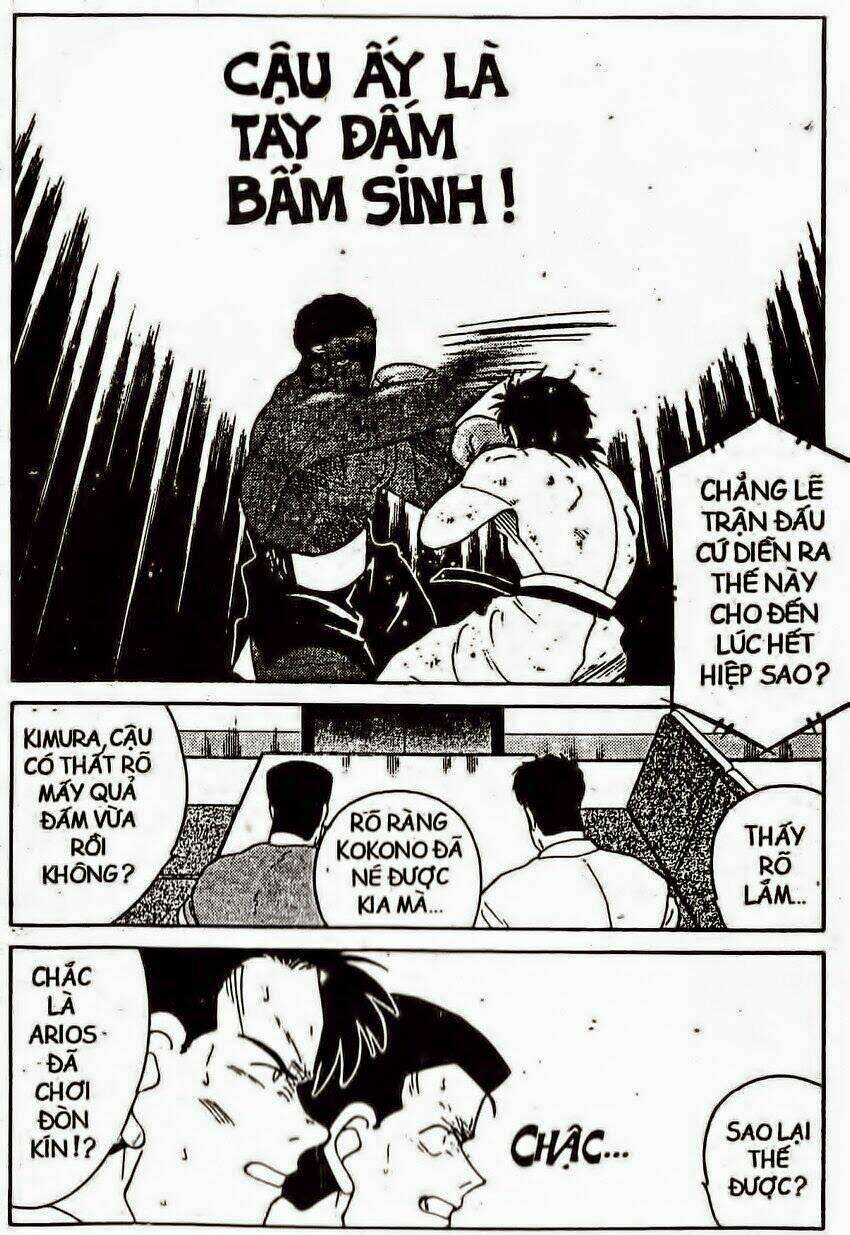 CẬU ẤY LÀ
TAY ĐẤM
BẨM SINH!
CHẲNG LẼ
TRẬN ĐẤU
CỨ DIỄN RA
THẾ NÀY
CHO ĐẾN
LÚC HẾT
HIỆP SAO?
KIMURA, CẬU
CÓ THẤT RÕ
MẤY QUẢ
ĐẤM VỪA
RỒI
KHÔNG?
RÕ RÀNG
KOKONO ĐÃ
NÉ ĐƯỢC
KIA MÀ...
THẤY
RÕ
LẮM...
CHẮC
LÀ
ARIOS
ĐÃ
CHƠI
ĐÒN
KÍN!?
CHẬC...
SAO LẠI
THẾ
ĐƯỢC?